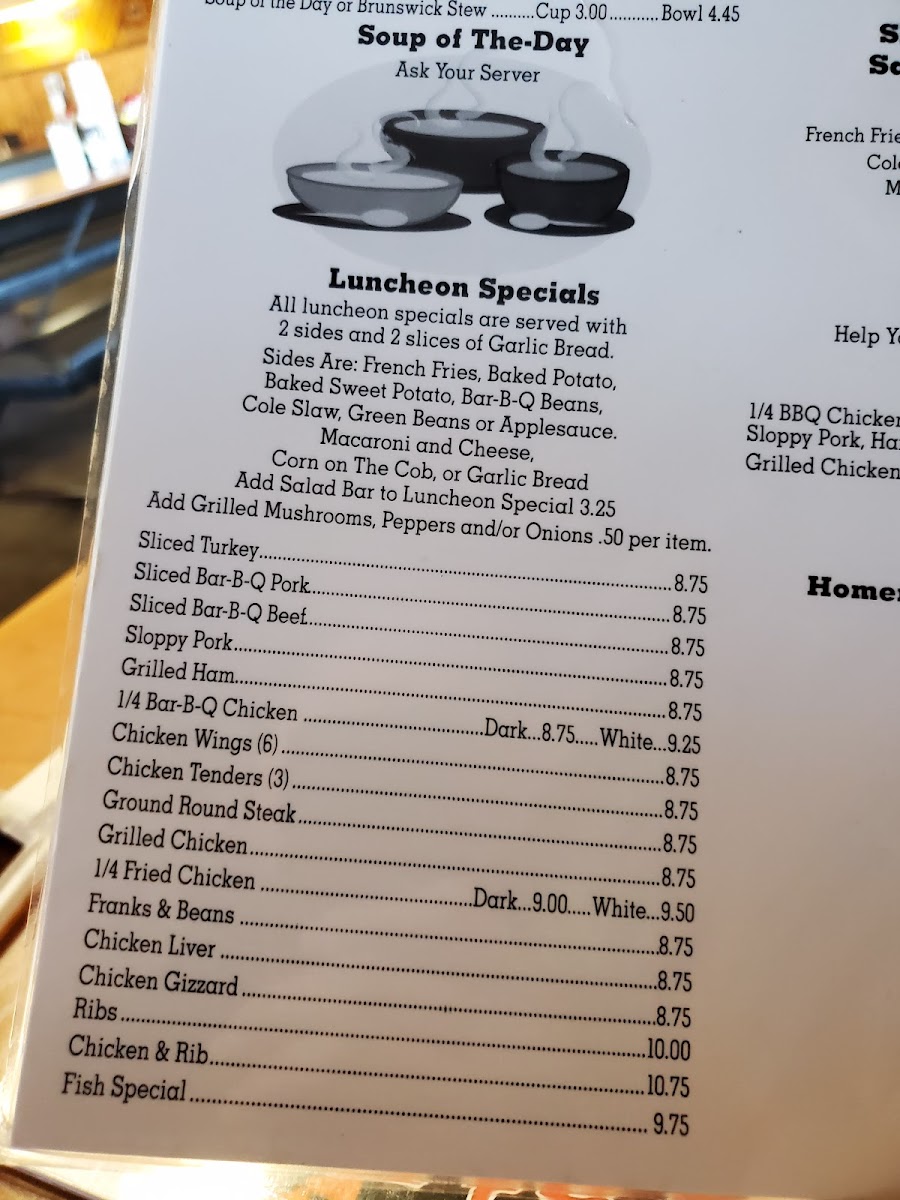 Soup of the Day or Brunswick Stew ..........Cup 3.00...........Bowl 4.45
Soup of The-Day
Ask Your Server
Luncheon Specials
All luncheon specials are served with
2 sides and 2 slices of Garlic Bread.
Sides Are: French Fries, Baked Potato,
Baked Sweet Potato, Bar-B-Q Beans,
Cole Slaw, Green Beans or Applesauce.
Macaroni and Cheese,
Corn on The Cob, or Garlic Bread
Add Salad Bar to Luncheon Special 3.25
Add Grilled Mushrooms, Peppers and/or Onions .50 per item.
Sliced Turkey....................8.75
Sliced Bar-B-Q Pork....................8.75
Sliced Bar-B-Q Beef....................8.75
Sloppy Pork....................8.75
Grilled Ham....................8.75
1/4 Bar-B-Q Chicken ....................Dark...8.75.....White...9.25
Chicken Wings (6)....................8.75
Chicken Tenders (3)....................8.75
Ground Round Steak....................8.75
Grilled Chicken....................8.75
1/4 Fried Chicken ....................Dark...9.00.....White...9.50
Franks & Beans ....................8.75
Chicken Liver ....................8.75
Chicken Gizzard....................8.75
Ribs....................10.00
Chicken & Rib....................10.75
Fish Special.................... 9.75
French
Help
1/4 BBQ Chicken
Sloppy Pork,
Grilled Chicken